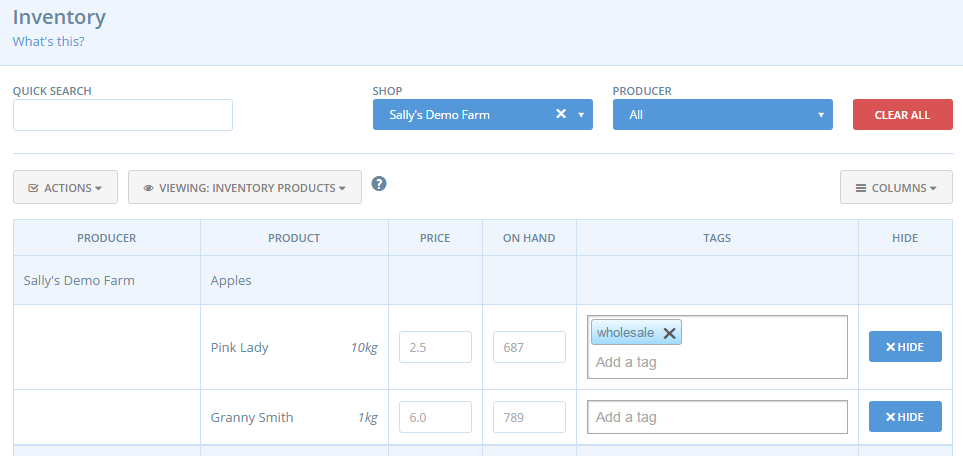 Inventory
What's this?
QUICK SEARCH SHOP PRODUCER
Sally's Demo Farm All CLEAR ALL
ACTIONS VIEWING: INVENTORY PRODUCTS ? COLUMNS
PRODUCER PRODUCT PRICE ON HAND TAGS HIDE
Sally's Demo Farm Apples
wholesale
Pink Lady 10kg 2.5 687 HIDE
Add a tag
Granny Smith 1kg 6.0 789 Add a tag HIDE